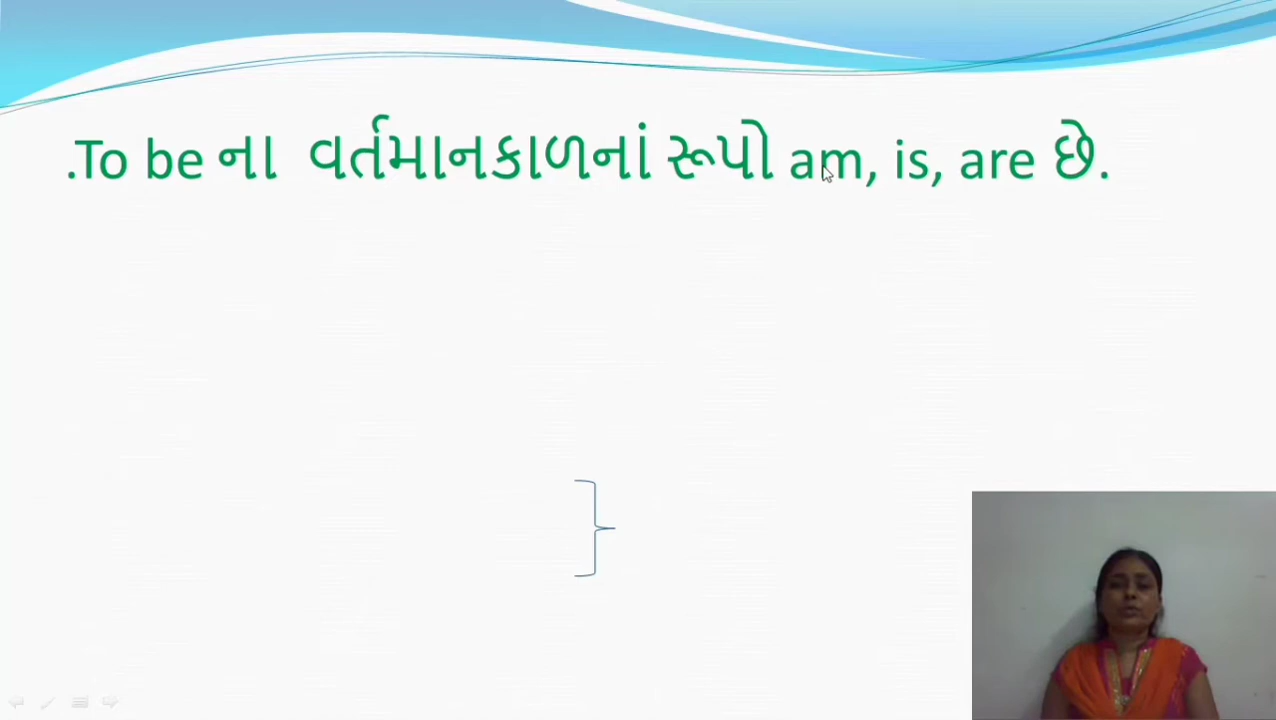 .To be ના વર્તમાનકાળનાં રૂપો am, is, are છે.